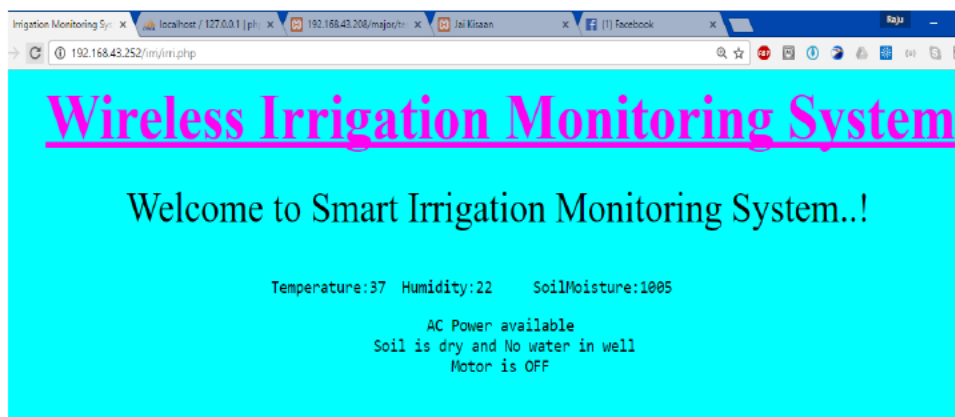 Irrigation Monitoring Sys localhost / 127.0.0.1 | ph 192.168.43.208/major/tr Jai Kisaan (1) Facebook Raju
192.168.43.252/irri/irri.php
Wireless Irrigation Monitoring System
Welcome to Smart Irrigation Monitoring System..!
Temperature:37 Humidity:22 SoilMoisture:1005
AC Power available
Soil is dry and No water in well
Motor is OFF